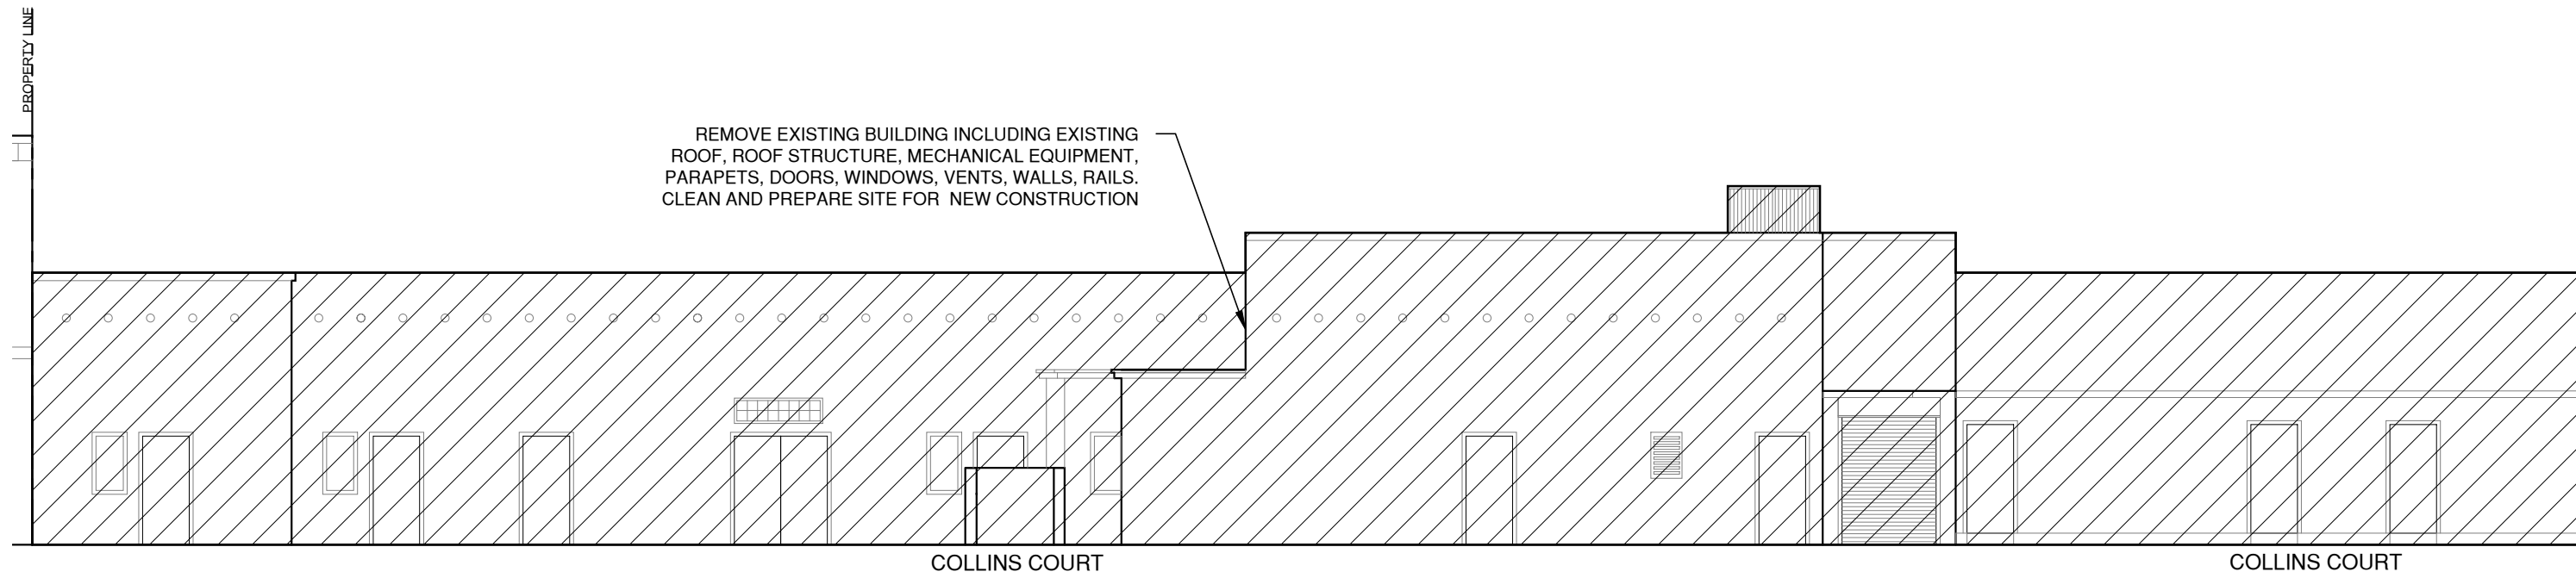 PROPERTY LINE
REMOVE EXISTING BUILDING INCLUDING EXISTING
ROOF, ROOF STRUCTURE, MECHANICAL EQUIPMENT,
PARAPETS, DOORS, WINDOWS, VENTS, WALLS, RAILS.
CLEAN AND PREPARE SITE FOR  NEW CONSTRUCTION
COLLINS COURT
COLLINS COURT